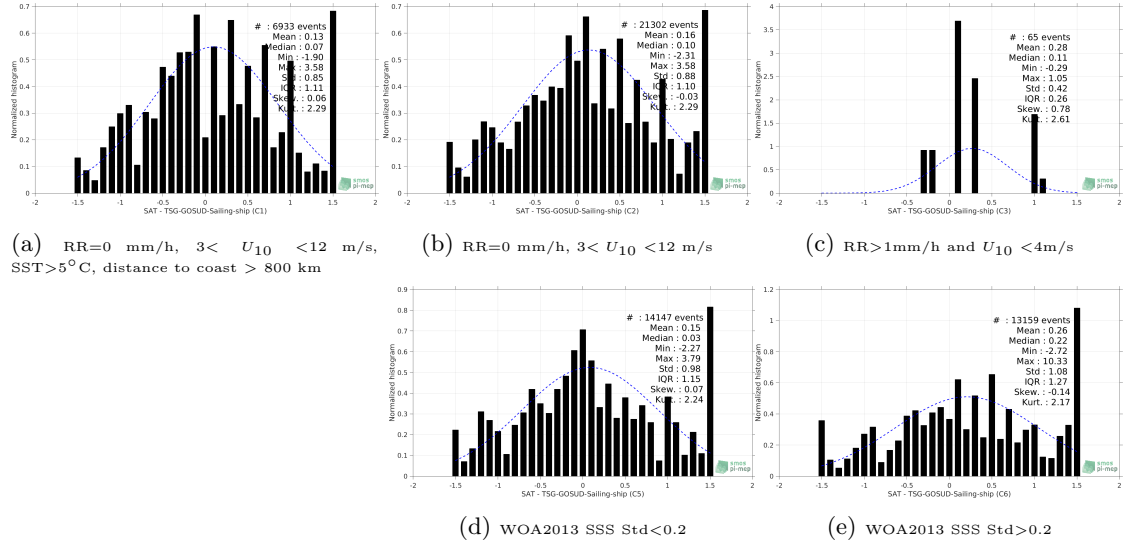 0.7
0.6
0.5
0.4
0.3
0.2
0.1
0
-2 -1.5 -1 -0.5 0 0.5 1 1.5 2
Normalized histogram
SAT - TSG-GOSUD-Sailing-ship (C1)
# : 6933 events
Mean : 0.13
Median : 0.07
Min : -1.90
Max : 3.58
Std : 0.85
IQR : 1.11
Skew. : 0.06
Kurt. : 2.29
smos
pi-mep
(a) RR=0 mm/h, 3< U10 <12 m/s,
SST>5°C, distance to coast > 800 km
0.7
0.6
0.5
0.4
0.3
0.2
0.1
0
-2 -1.5 -1 -0.5 0 0.5 1 1.5 2
Normalized histogram
SAT - TSG-GOSUD-Sailing-ship (C2)
# : 21302 events
Mean : 0.16
Median : 0.10
Min : -2.31
Max : 3.58
Std : 0.88
IQR : 1.10
Skew. : -0.03
Kurt. : 2.29
smos
pi-mep
(b) RR=0 mm/h, 3< U10 <12 m/s
4
3.5
3
2.5
2
1.5
1
0.5
0
-2 -1.5 -1 -0.5 0 0.5 1 1.5 2
Normalized histogram
SAT - TSG-GOSUD-Sailing-ship (C3)
# : 65 events
Mean : 0.28
Median : 0.11
Min : -0.29
Max : 1.05
Std : 0.42
IQR : 0.26
Skew. : 0.78
Kurt. : 2.61
smos
pi-mep
(c) RR>1mm/h and U10 <4m/s
0.9
0.8
0.7
0.6
0.5
0.4
0.3
0.2
0.1
0
-2 -1.5 -1 -0.5 0 0.5 1 1.5 2
Normalized histogram
SAT - TSG-GOSUD-Sailing-ship (C5)
# : 14147 events
Mean : 0.15
Median : 0.03
Min : -2.27
Max : 3.79
Std : 0.98
IQR : 1.15
Skew. : 0.07
Kurt. : 2.24
smos
pi-mep
(d) WOA2013 SSS Std<0.2
1.2
1
0.8
0.6
0.4
0.2
0
-2 -1.5 -1 -0.5 0 0.5 1 1.5 2
Normalized histogram
SAT - TSG-GOSUD-Sailing-ship (C6)
# : 13159 events
Mean : 0.26
Median : 0.22
Min : -2.72
Max : 10.33
Std : 1.08
IQR : 1.27
Skew. : -0.14
Kurt. : 2.17
smos
pi-mep
(e) WOA2013 SSS Std>0.2